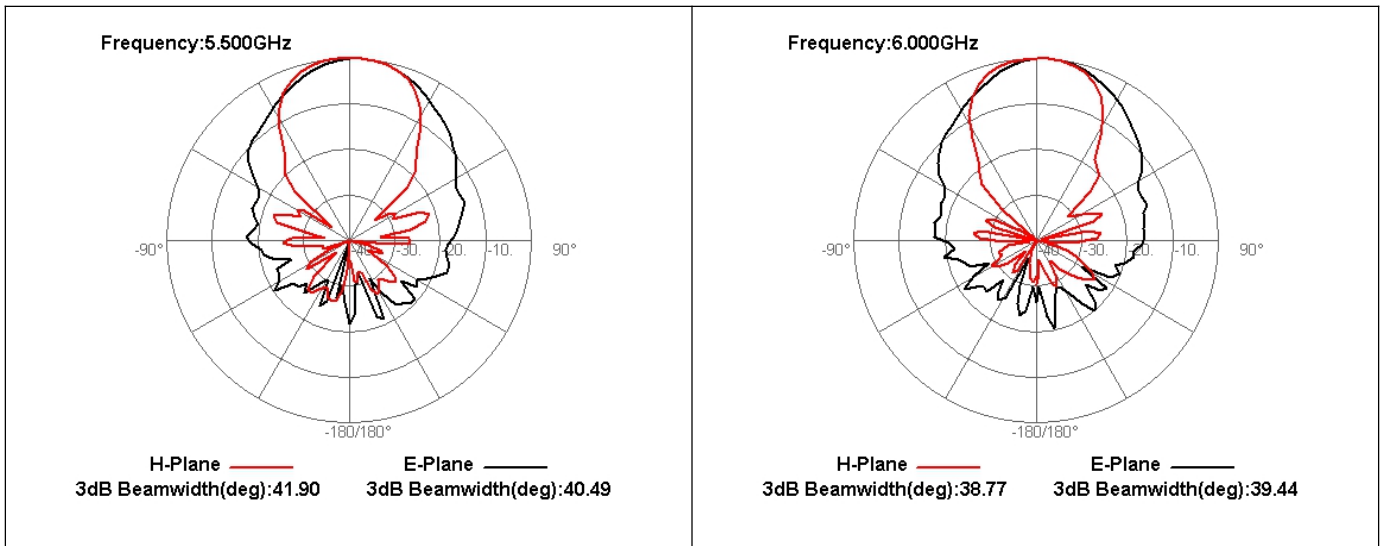 Frequency:5.500GHz
-90° -40. -30. -20. -10. 90°
-180/180°
H-Plane E-Plane
3dB Beamwidth(deg):41.90 3dB Beamwidth(deg):40.49
Frequency:6.000GHz
-90° -40. -30. -20. -10. 90°
-180/180°
H-Plane E-Plane
3dB Beamwidth(deg):38.77 3dB Beamwidth(deg):39.44